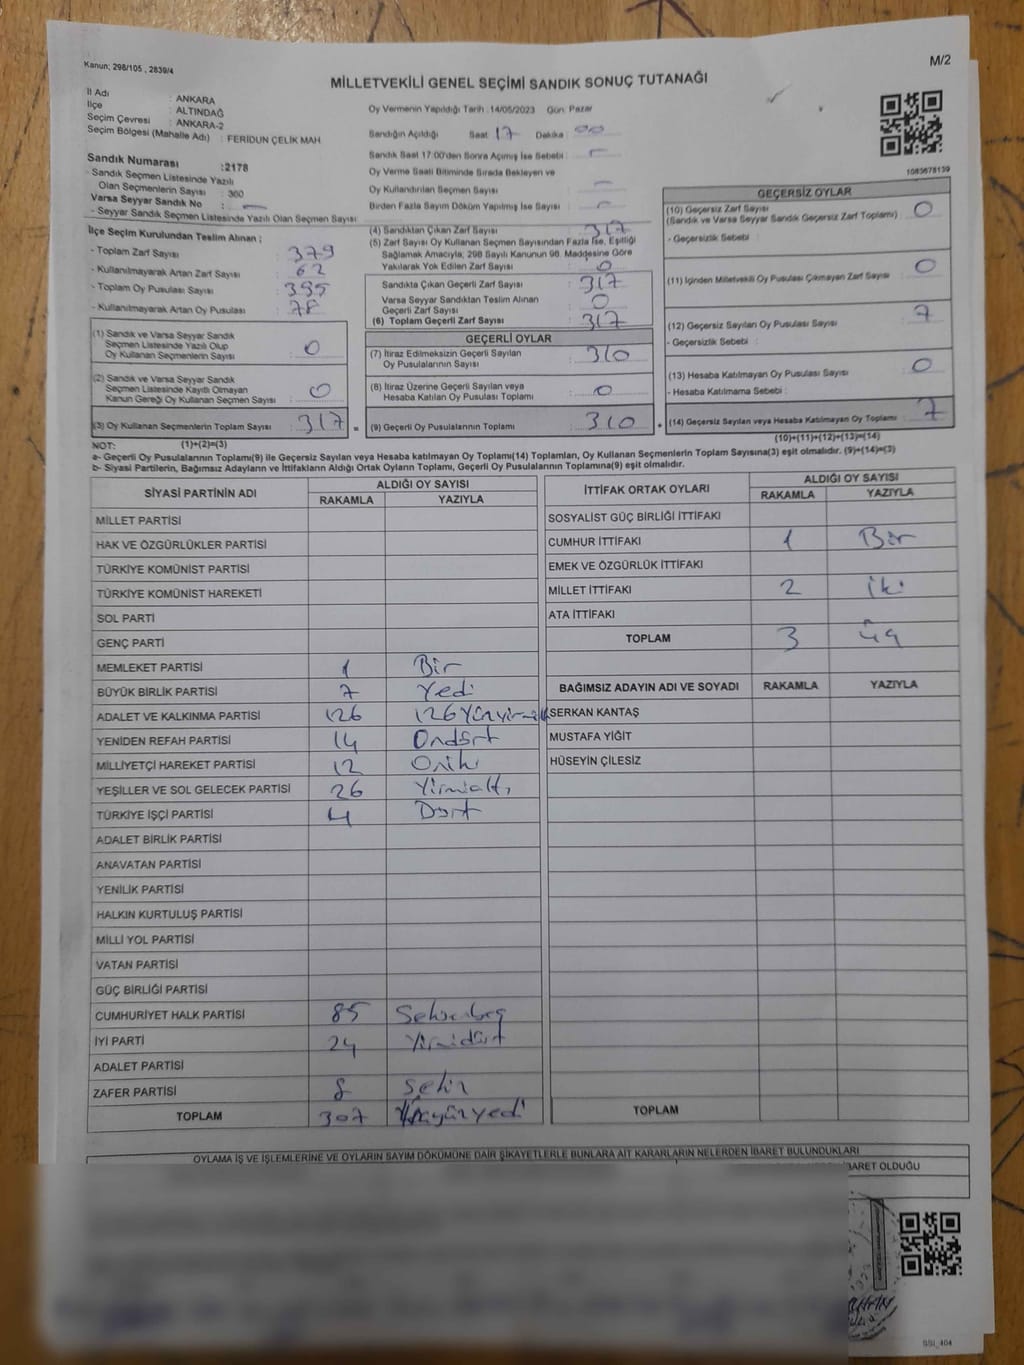 Kanun; 298/105 , 2839/4
M/2
MİLLETVEKİLİ GENEL SEÇİMİ SANDIK SONUÇ TUTANAĞI
İl Adı : ANKARA
İlçe : ALTINDAĞ
Seçim Çevresi : ANKARA-2
Seçim Bölgesi (Mahalle Adı) : FERİDUN ÇELİK MAH
Sandık Numarası :2178
- Sandık Seçmen Listesinde Yazılı
Olan Seçmenlerin Sayısı : 360
Varsa Seyyar Sandık No : -
- Seyyar Sandık Seçmen Listesinde Yazılı Olan Seçmen Sayısı
Oy Vermenin Yapıldığı Tarih :14/05/2023 Gün: Pazar
Sandığın Açıldığı Saat 17 Dakika : 00
Sandık Saat 17:00'den Sonra Açımış İse Sebebi : -
Oy Verme Saati Bitiminde Sırada Bekleyen ve
Oy Kullandırılan Seçmen Sayısı : -
Birden Fazla Sayım Döküm Yapılmış İse Sayısı : -
1085678159
İlçe Seçim Kurulundan Teslim Alınan ;
- Toplam Zarf Sayısı : 379
- Kullanılmayarak Artan Zarf Sayısı : 62
- Toplam Oy Pusulası Sayısı : 395
- Kullanılmayarak Artan Oy Pusulası : 78
(1) Sandık ve Varsa Seyyar Sandık
Seçmen Listesinde Yazılı Olup
Oy Kullanan Seçmenlerin Sayısı : 0
(2) Sandık ve Varsa Seyyar Sandık
Seçmen Listesinde Kayıtlı Olmayan
Kanun Gereği Oy Kullanan Seçmen Sayısı : 0
(3) Oy Kullanan Seçmenlerin Toplam Sayısı : 317 =
(4) Sandıktan Çıkan Zarf Sayısı : 317
(5) Zarf Sayısı Oy Kullanan Seçmen Sayısından Fazla İse, Eşitliği
Sağlamak Amacıyla, 298 Sayılı Kanunun 98. Maddesine Göre
Yakılarak Yok Edilen Zarf Sayısı : 0
Sandıkta Çıkan Geçerli Zarf Sayısı : 317
Varsa Seyyar Sandıktan Teslim Alınan
Geçerli Zarf Sayısı : 0
(6) Toplam Geçerli Zarf Sayısı : 317
GEÇERLİ OYLAR
(7) İtiraz Edilmeksizin Geçerli Sayılan
Oy Pusulalarının Sayısı : 310
(8) İtiraz Üzerine Geçerli Sayılan veya
Hesaba Katılan Oy Pusulası Toplamı : 0
(9) Geçerli Oy Pusulalarının Toplamı : 310 +
GEÇERSİZ OYLAR
(10) Geçersiz Zarf Sayısı
(Sandık ve Varsa Seyyar Sandık Geçersiz Zarf Toplamı) : 0
- Geçersizlik Sebebi :
(11) İçinden Milletvekili Oy Pusulası Çıkmayan Zarf Sayısı : 0
(12) Geçersiz Sayılan Oy Pusulası Sayısı : 7
- Geçersizlik Sebebi :
(13) Hesaba Katılmayan Oy Pusulası Sayısı : 0
- Hesaba Katılmama Sebebi :
(14) Geçersiz Sayılan veya Hesaba Katılmayan Oy Toplamı : 7
NOT: (1)+(2)=(3)
(10)+(11)+(12)+(13)=(14)
a- Geçerli Oy Pusulalarının Toplamı(9) ile Geçersiz Sayılan veya Hesaba katılmayan Oy Toplamı(14) Toplamları, Oy Kullanan Seçmenlerin Toplam Sayısına(3) eşit olmalıdır. (9)+(14)=(3)
b- Siyasi Partilerin, Bağımsız Adayların ve İttifakların Aldığı Ortak Oyların Toplamı, Geçerli Oy Pusulalarının Toplamına(9) eşit olmalıdır.
SİYASİ PARTİNİN ADI ALDIĞI OY SAYISI
RAKAMLA YAZIYLA
MİLLET PARTİSİ
HAK VE ÖZGÜRLÜKLER PARTİSİ
TÜRKİYE KOMÜNİST PARTİSİ
TÜRKİYE KOMÜNİST HAREKETİ
SOL PARTİ
GENÇ PARTİ
MEMLEKET PARTİSİ 1 Bir
BÜYÜK BİRLİK PARTİSİ 7 Yedi
ADALET VE KALKINMA PARTİSİ 126 126
YENİDEN REFAH PARTİSİ 14 Ondört
MİLLİYETÇİ HAREKET PARTİSİ 12 Oniki
YEŞİLLER VE SOL GELECEK PARTİSİ 26 Yirmialtı
TÜRKİYE İŞÇİ PARTİSİ 4 Dört
ADALET BİRLİK PARTİSİ
ANAVATAN PARTİSİ
YENİLİK PARTİSİ
HALKIN KURTULUŞ PARTİSİ
MİLLİ YOL PARTİSİ
VATAN PARTİSİ
GÜÇ BİRLİĞİ PARTİSİ
CUMHURİYET HALK PARTİSİ 85 Seksenbeş
İYİ PARTİ 24 Yirmidört
ADALET PARTİSİ
ZAFER PARTİSİ 8 Sekiz
TOPLAM 307 Üçyüzyedi
İTTİFAK ORTAK OYLARI ALDIĞI OY SAYISI
RAKAMLA YAZIYLA
SOSYALİST GÜÇ BİRLİĞİ İTTİFAKI
CUMHUR İTTİFAKI 1 Bir
EMEK VE ÖZGÜRLÜK İTTİFAKI
MİLLET İTTİFAKI 2 İki
ATA İTTİFAKI
TOPLAM 3 Üç
BAĞIMSIZ ADAYIN ADI VE SOYADI RAKAMLA YAZIYLA
SERKAN KANTAŞ
MUSTAFA YİĞİT
HÜSEYİN ÇİLESİZ
TOPLAM
OYLAMA İŞ VE İŞLEMLERİNE VE OYLARIN SAYIM DÖKÜMÜNE DAİR ŞİKAYETLERLE BUNLARA AİT KARARLARIN NELERDEN İBARET BULUNDUKLARI
İBARET OLDUĞU
SSI_404